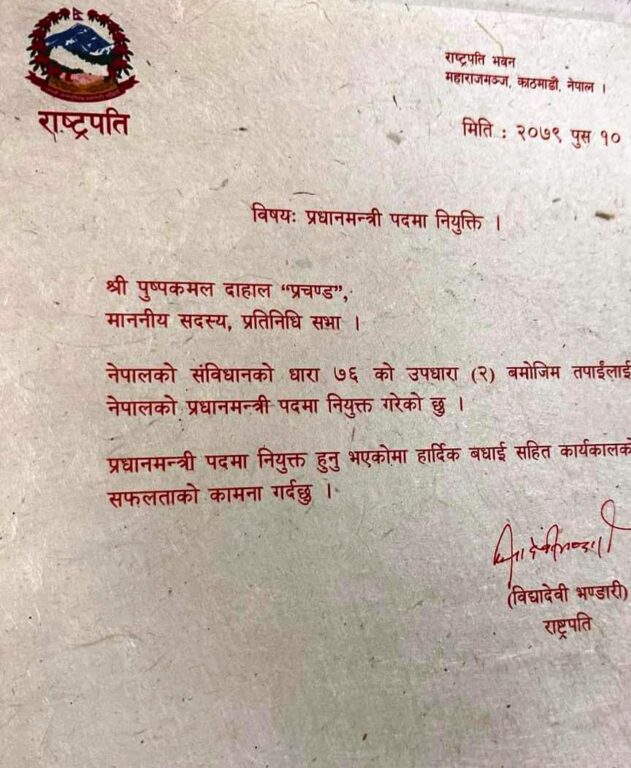 राष्ट्रपति
राष्ट्रपति भवन
महाराजगञ्ज, काठमाडौं, नेपाल ।
मिति : २०७९ पुस १०
विषयः प्रधानमन्त्री पदमा नियुक्ति ।
श्री पुष्पकमल दाहाल “प्रचण्ड”,
माननीय सदस्य, प्रतिनिधि सभा ।
नेपालको संविधानको धारा ७६ को उपधारा (२) बमोजिम तपाईंलाई
नेपालको प्रधानमन्त्री पदमा नियुक्त गरेको छु ।
प्रधानमन्त्री पदमा नियुक्त हुनु भएकोमा हार्दिक बधाई सहित कार्यकालको
सफलताको कामना गर्दछु ।
(विद्यादेवी भण्डारी)
राष्ट्रपति